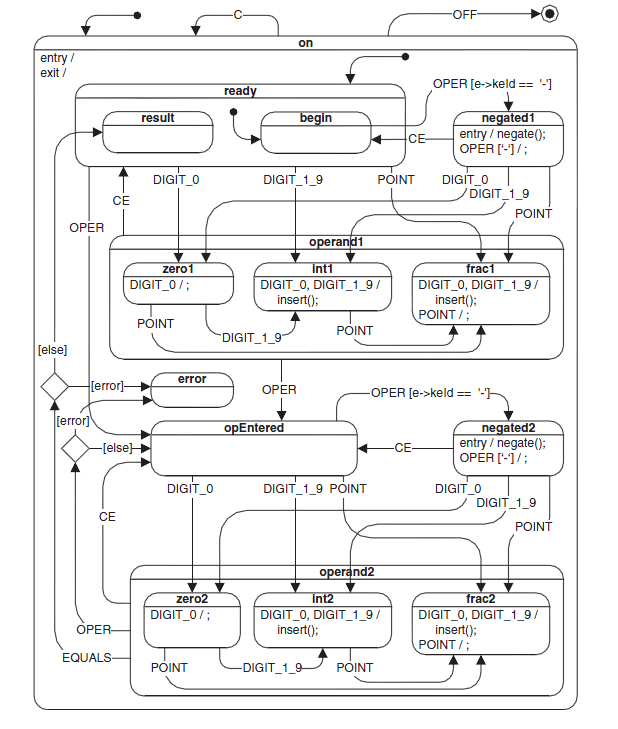 C
OFF
on
entry /
exit /
ready
OPER [e->keId == '-']
result
begin
negated1
entry / negate();
OPER ['-'] / ;
CE
DIGIT_0
DIGIT_1_9
POINT
DIGIT_0
DIGIT_1_9
CE
POINT
OPER
operand1
zero1
int1
frac1
DIGIT_0 / ;
DIGIT_0, DIGIT_1_9 /
insert();
DIGIT_0, DIGIT_1_9 /
insert();
POINT / ;
POINT
DIGIT_1_9
POINT
[else]
error
[error]
OPER
OPER [e->keId == '-']
[error]
opEntered
negated2
entry / negate();
OPER ['-'] / ;
[else]
CE
DIGIT_0
DIGIT_1_9
POINT
DIGIT_0
DIGIT_1_9
CE
POINT
operand2
zero2
int2
frac2
DIGIT_0 / ;
DIGIT_0, DIGIT_1_9 /
insert();
DIGIT_0, DIGIT_1_9 /
insert();
POINT / ;
OPER
EQUALS
POINT
DIGIT_1_9
POINT